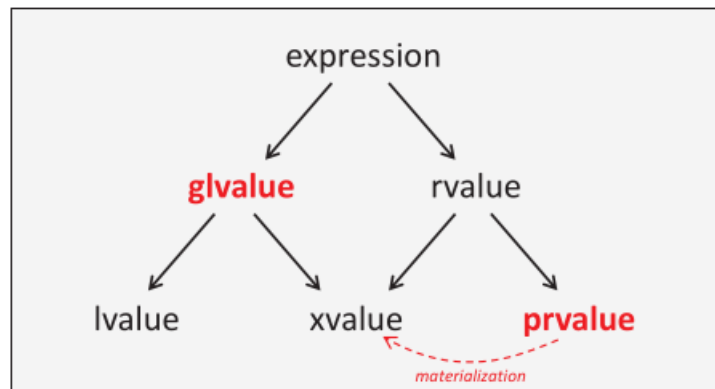 expression
glvalue rvalue
lvalue xvalue prvalue
materialization